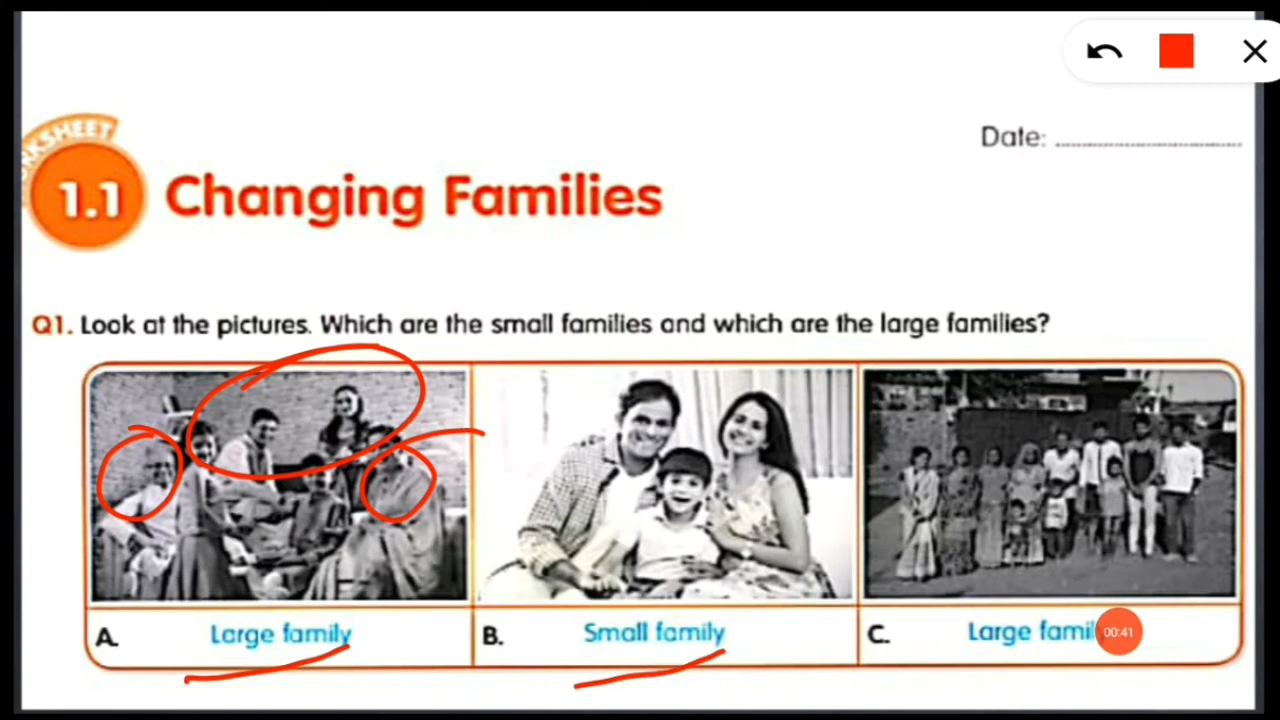 WORKSHEET
1.1
Changing Families
Date:
Q1. Look at the pictures. Which are the small families and which are the large families?
A. Large family
B. Small family
C. Large famil
00:41